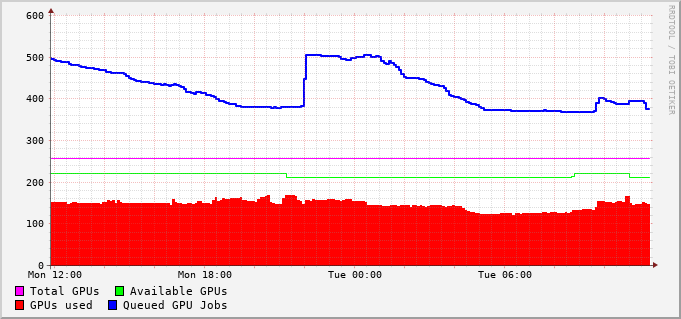 RRDTOOL / TOBI OETIKER
600
500
400
300
200
100
0
Mon 12:00 Mon 18:00 Tue 00:00 Tue 06:00
Total GPUs Available GPUs
GPUs used Queued GPU Jobs